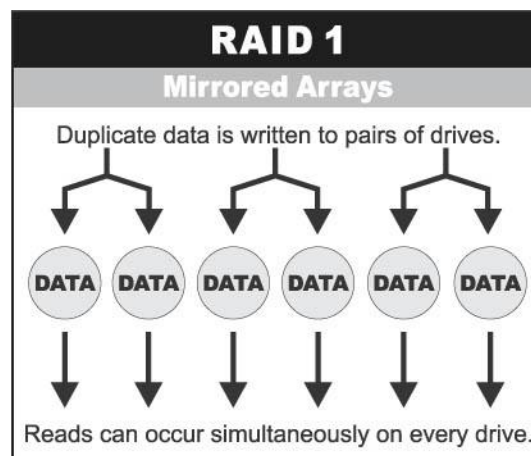 RAID 1
Mirrored Arrays
Duplicate data is written to pairs of drives.
DATA DATA DATA DATA DATA DATA
Reads can occur simultaneously on every drive.